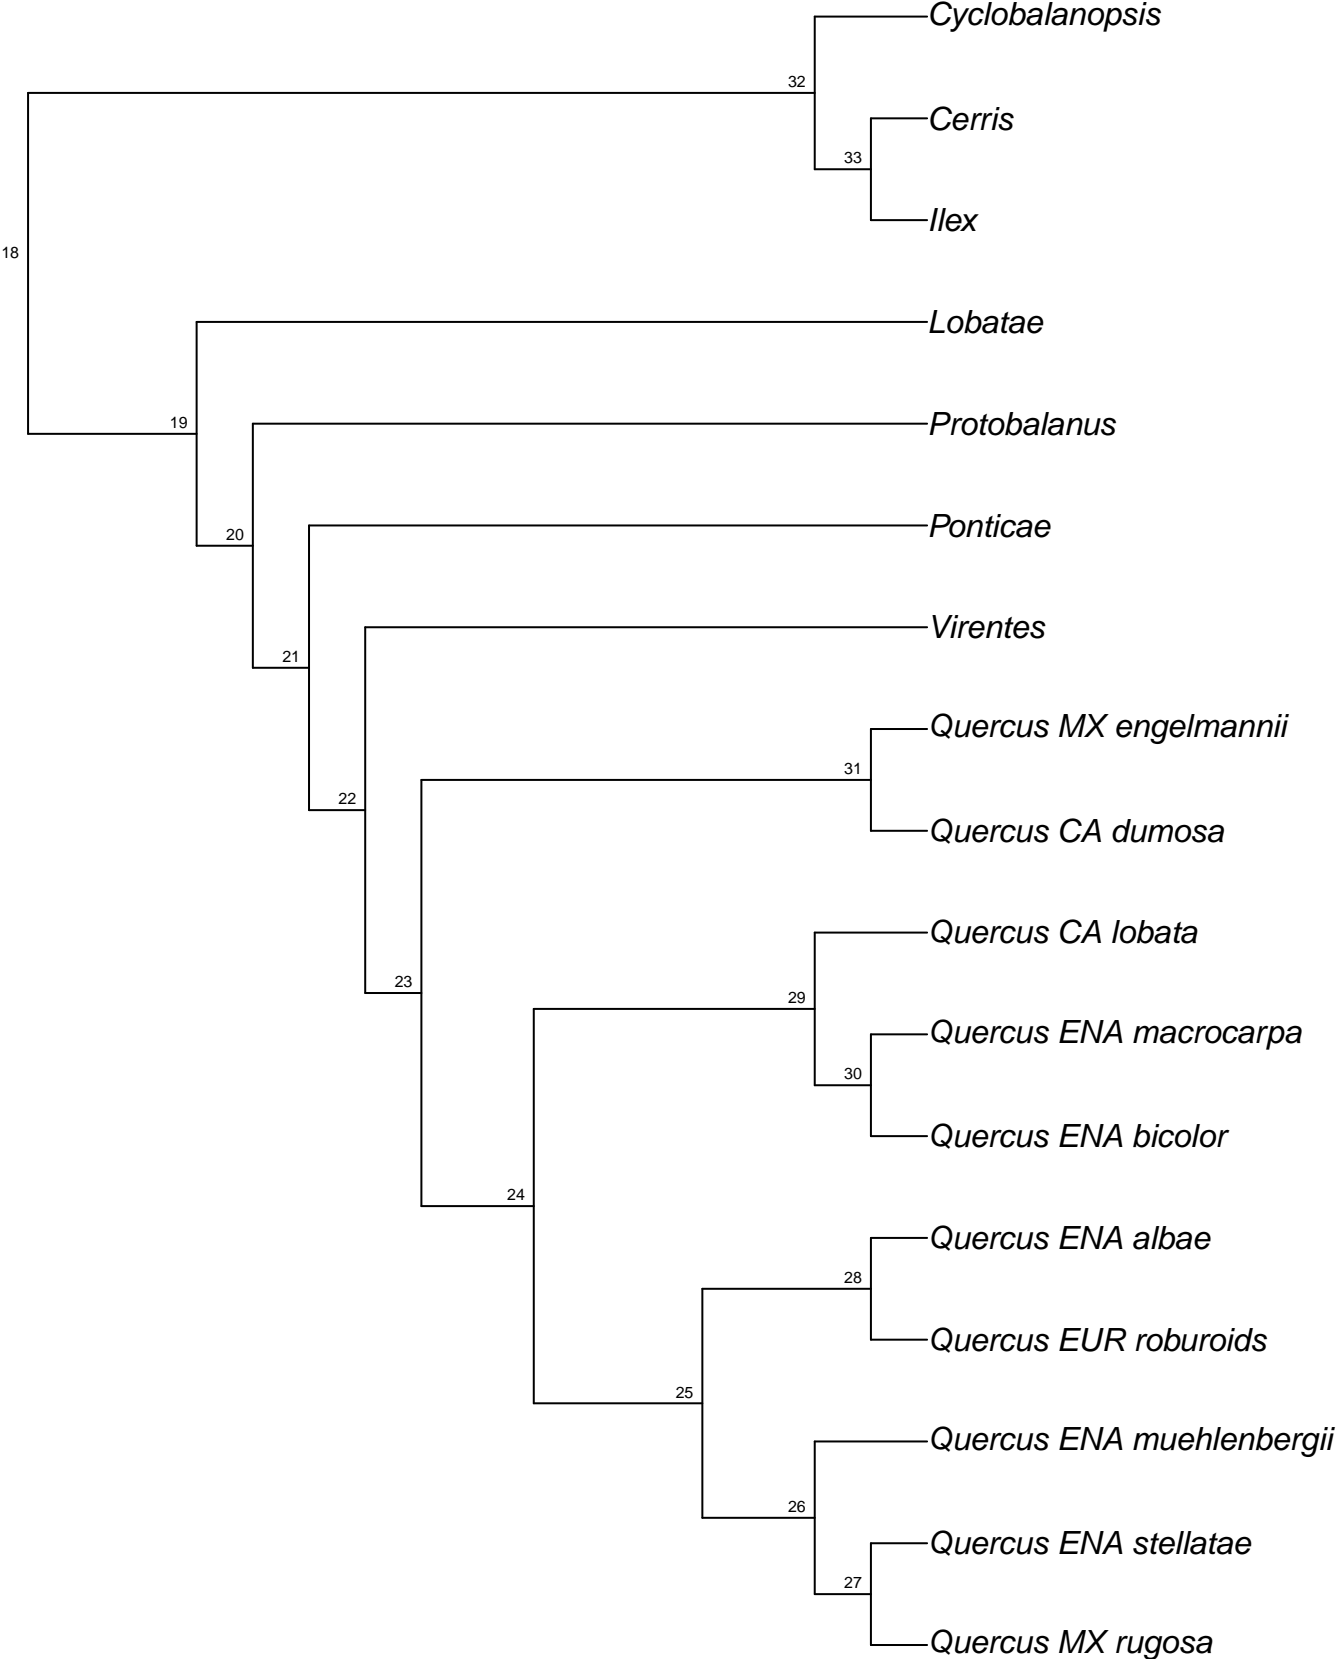 Cyclobalanopsis
32
Cerris
33
Ilex
18
Lobatae
19
Protobalanus
20
Ponticae
21
Virentes
22
Quercus MX engelmannii
31
Quercus CA dumosa
23
Quercus CA lobata
29
Quercus ENA macrocarpa
30
Quercus ENA bicolor
24
Quercus ENA albae
28
Quercus EUR roburoids
25
Quercus ENA muehlenbergii
26
Quercus ENA stellatae
27
Quercus MX rugosa